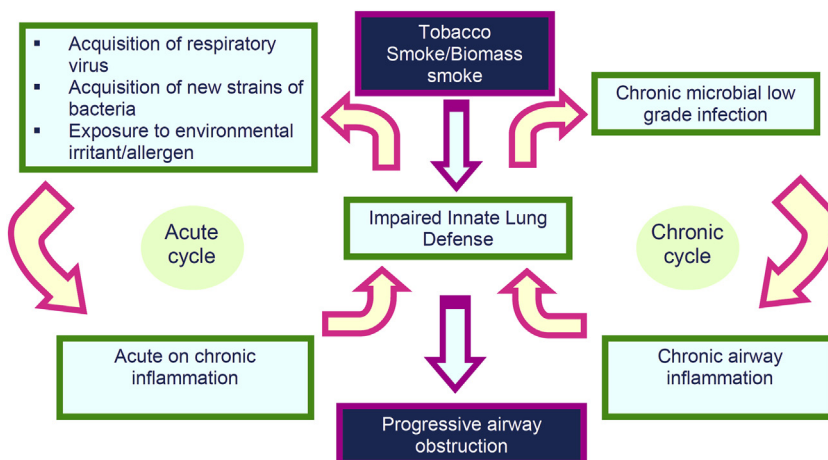 ▪ Acquisition of respiratory
virus
▪ Acquisition of new strains of
bacteria
▪ Exposure to environmental
irritant/allergen
Tobacco
Smoke/Biomass
smoke
Chronic microbial low
grade infection
Impaired Innate Lung
Defense
Acute
cycle
Chronic
cycle
Acute on chronic
inflammation
Chronic airway
inflammation
Progressive airway
obstruction